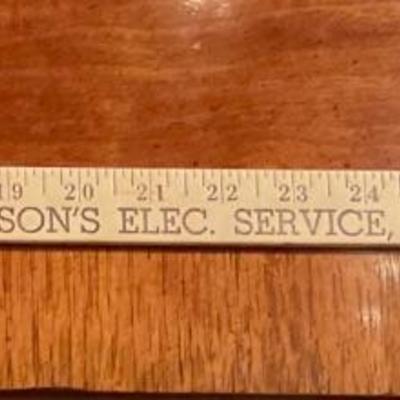 19 20 21 22 23 24
SON'S ELEC. SERVICE,